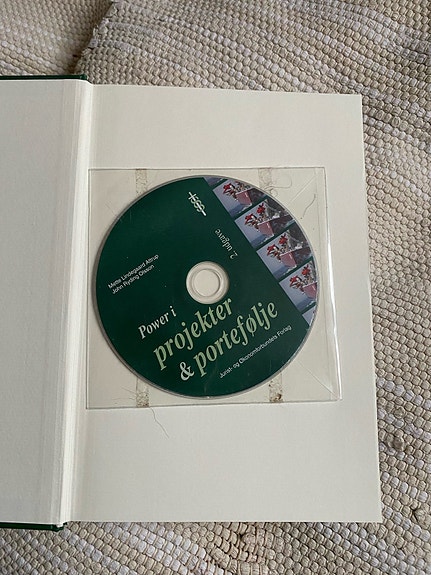 Mette Lindegaard Attrup
John Ryding Olsson
2. udgave
Power i
projekter
& portefølje
Jurist- og Økonomforbundets Forlag